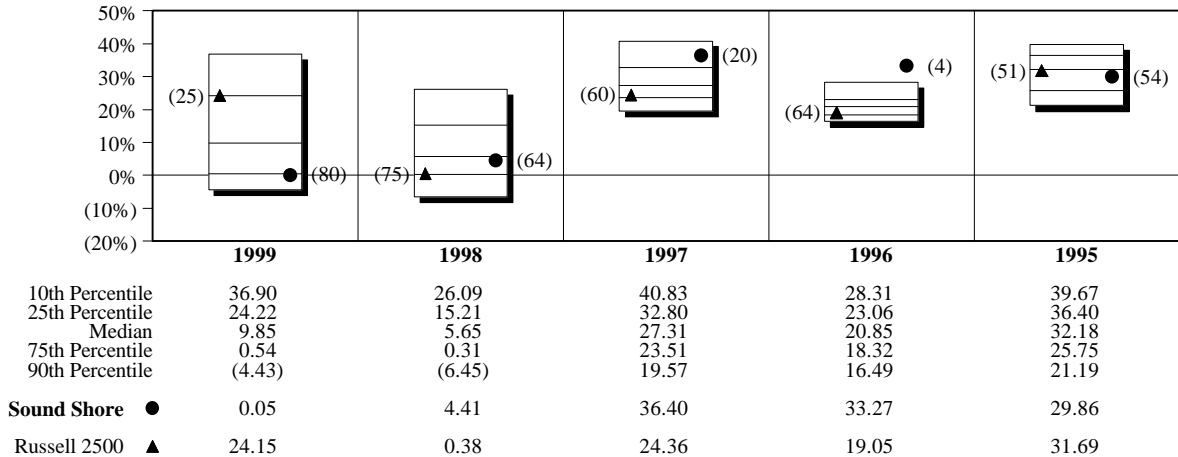 50%
40%
30%
20%
10%
0%
(10%)
(20%)
(25)
(80)
(75)
(64)
(60)
(20)
(64)
(4)
(51)
(54)
1999 1998 1997 1996 1995
10th Percentile 36.90 26.09 40.83 28.31 39.67
25th Percentile 24.22 15.21 32.80 23.06 36.40
Median 9.85 5.65 27.31 20.85 32.18
75th Percentile 0.54 0.31 23.51 18.32 25.75
90th Percentile (4.43) (6.45) 19.57 16.49 21.19
Sound Shore 0.05 4.41 36.40 33.27 29.86
Russell 2500 24.15 0.38 24.36 19.05 31.69